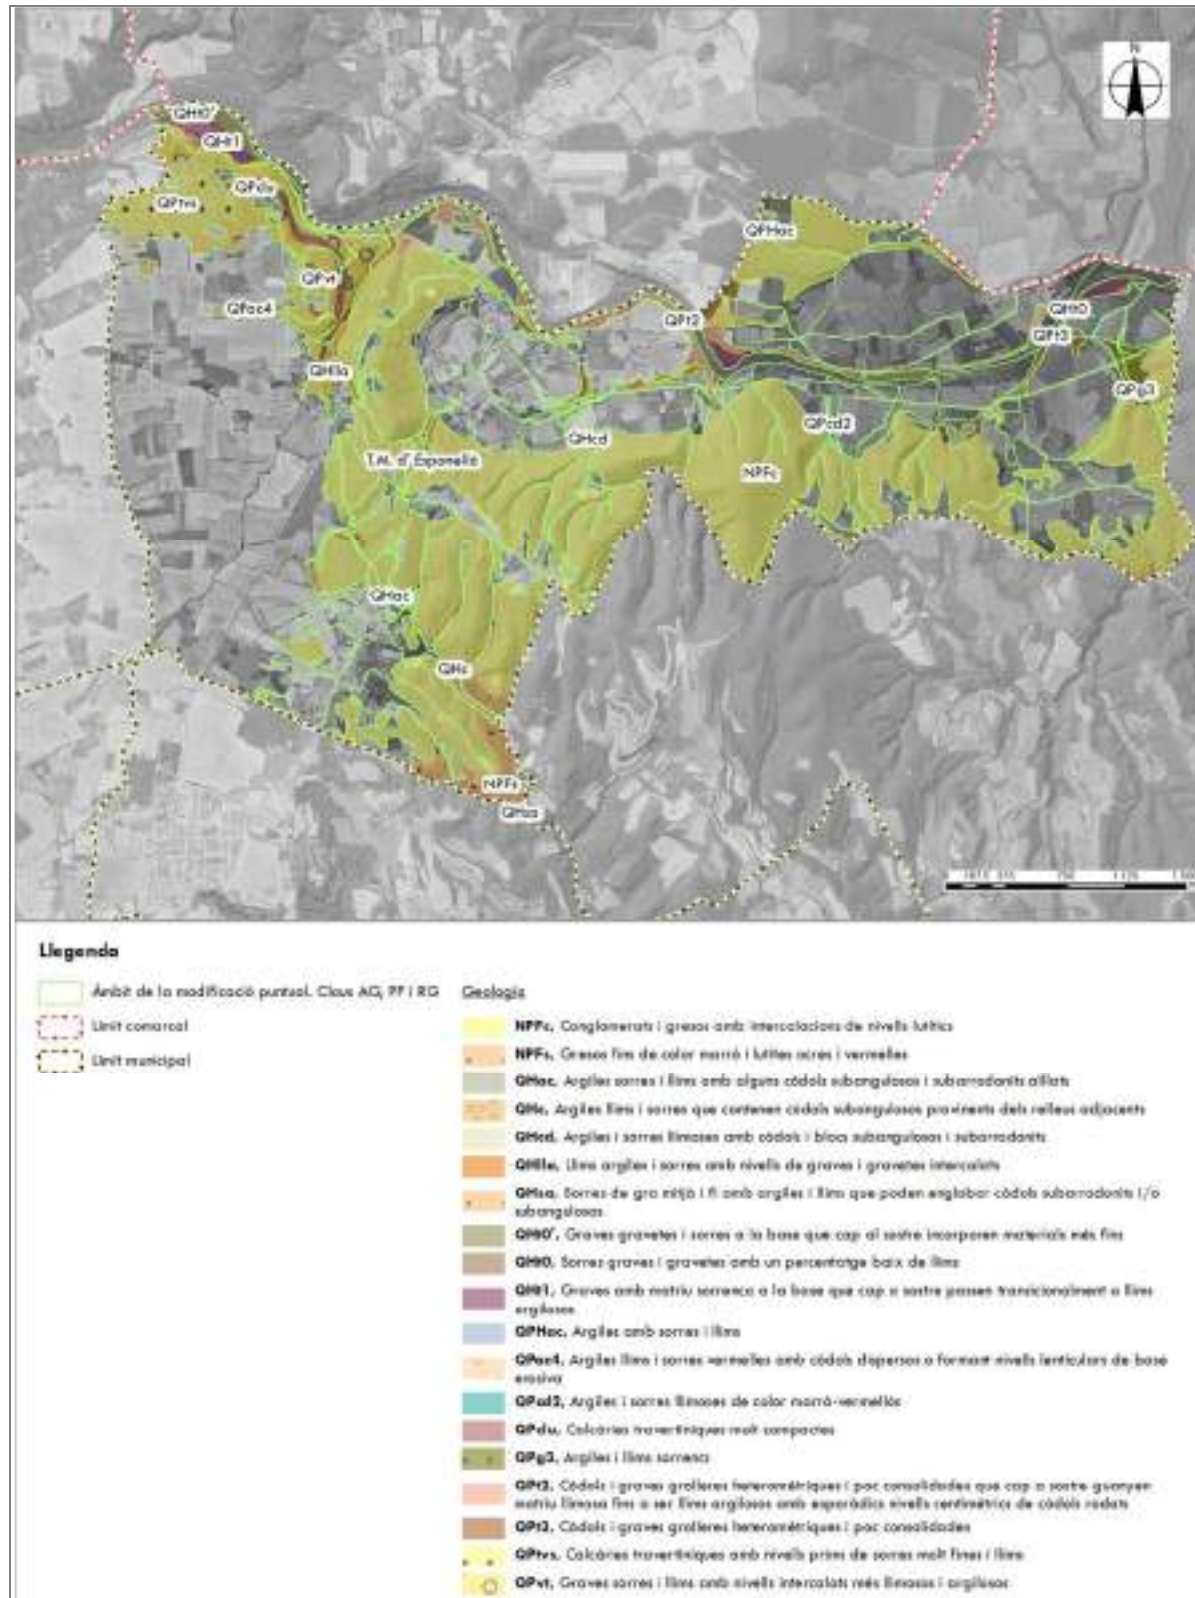 N
QHt0'
QHt1
QPdu
QPtvs
QPHac
QPvt
QPac4
QPt2
QHt0
QPt3
QHlla
QPg3
QPcd2
QHcd
T.M. d'Esponellà
NPFc
QHac
QHc
NPFs
QHsa
750
Llegenda
Àmbit de la modificació puntual. Claus AG, PF i RG
Límit comarcal
Límit municipal
Geologia
NPFc, Conglomerats i gresos amb intercalacions de nivells lutítics
NPFs, Gresos fins de color marró i lutites ocres i vermelles
QHac, Argiles sorres i llims amb alguns còdols subangulosos i subarrodonits aïllats
QHc, Argiles llims i sorres que contenen còdols subangulosos provinents dels relleus adjacents
QHcd, Argiles i sorres llimoses amb còdols i blocs subangulosos i subarrodonits
QHlla, Llims argiles i sorres amb nivells de graves i gravetes intercalats
QHsa, Sorres de gra mitjà i fi amb argiles i llims que poden englobar còdols subarrodonits i/o
subangulosos
QHt0', Graves gravetes i sorres a la base que cap al sostre incorporen materials més fins
QHt0, Sorres graves i gravetes amb un percentatge baix de llims
QHt1, Graves amb matriu sorrenca a la base que cap a sostre passen transicionalment a llims
argilosos
QPHac, Argiles amb sorres i llims
QPac4, Argiles llims i sorres vermelles amb còdols dispersos o formant nivells lenticulars de base
erosiva
QPcd2, Argiles i sorres llimoses de color marró-vermellós
QPdu, Calcàries travertíniques molt compactes
QPg3, Argiles i llims sorrencs
QPt2, Còdols i graves grolleres heteromètriques i poc consolidades que cap a sostre guanyen
matriu llimosa fins a ser llims argilosos amb esporàdics nivells centimètrics de còdols rodats
QPt3, Còdols i graves grolleres heteromètriques i poc consolidades
QPtvs, Calcàries travertíniques amb nivells prims de sorres molt fines i llims
QPvt, Graves sorres i llims amb nivells intercalats més llimosos i argilosos